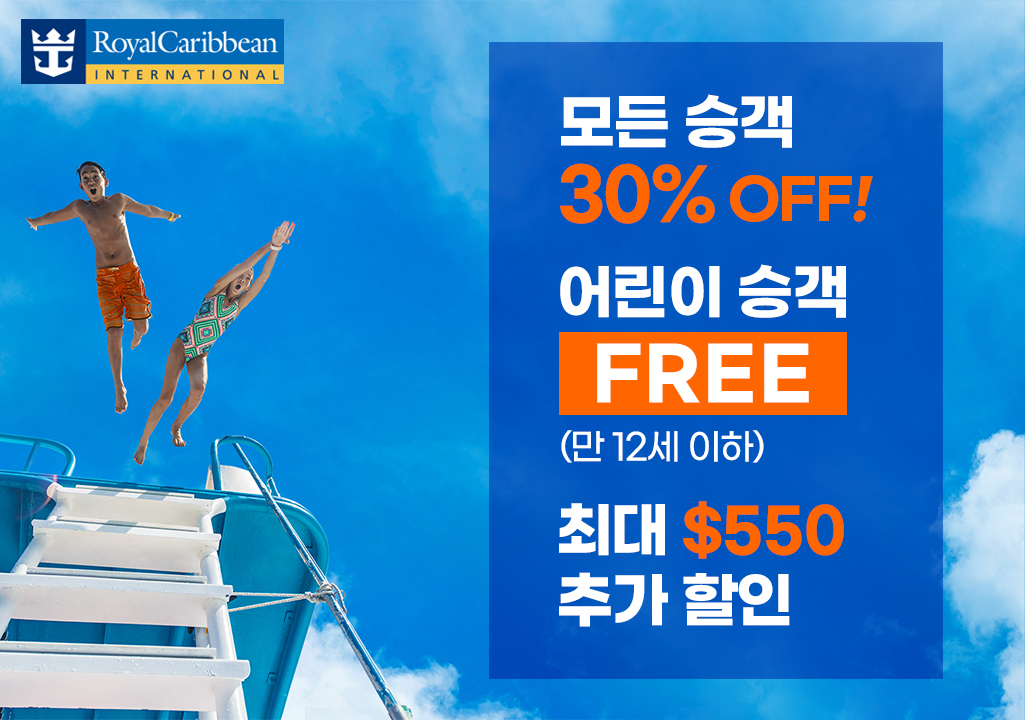 RoyalCaribbean
INTERNATIONAL
모든 승객
30% OFF!
어린이 승객
FREE
(만 12세 이하)
최대 $550
추가 할인